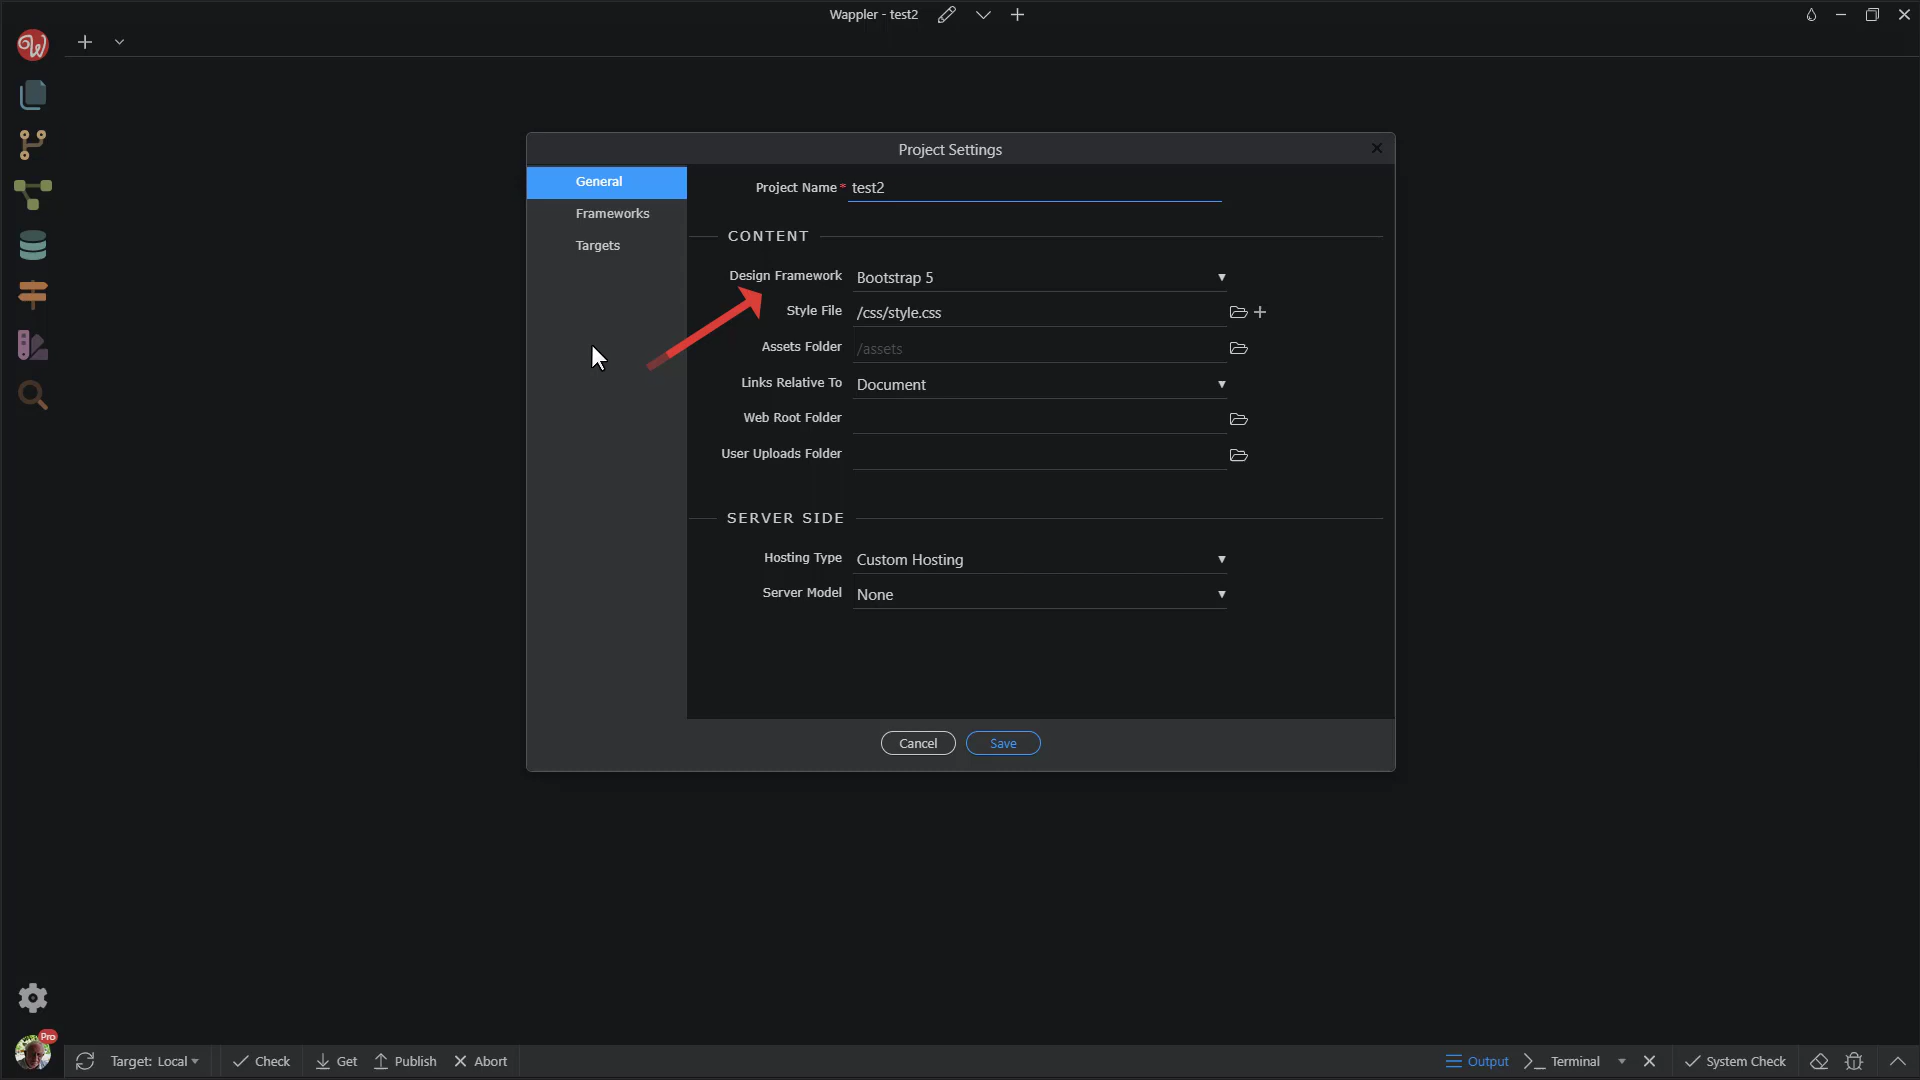 Wappler - test2
Project Settings
General
Frameworks
Targets
Project Name * test2
CONTENT
Design Framework Bootstrap 5
Style File /css/style.css
Assets Folder /assets
Links Relative To Document
Web Root Folder
User Uploads Folder
SERVER SIDE
Hosting Type Custom Hosting
Server Model None
Cancel Save
Pro
Target: Local Check Get Publish Abort Output Terminal System Check